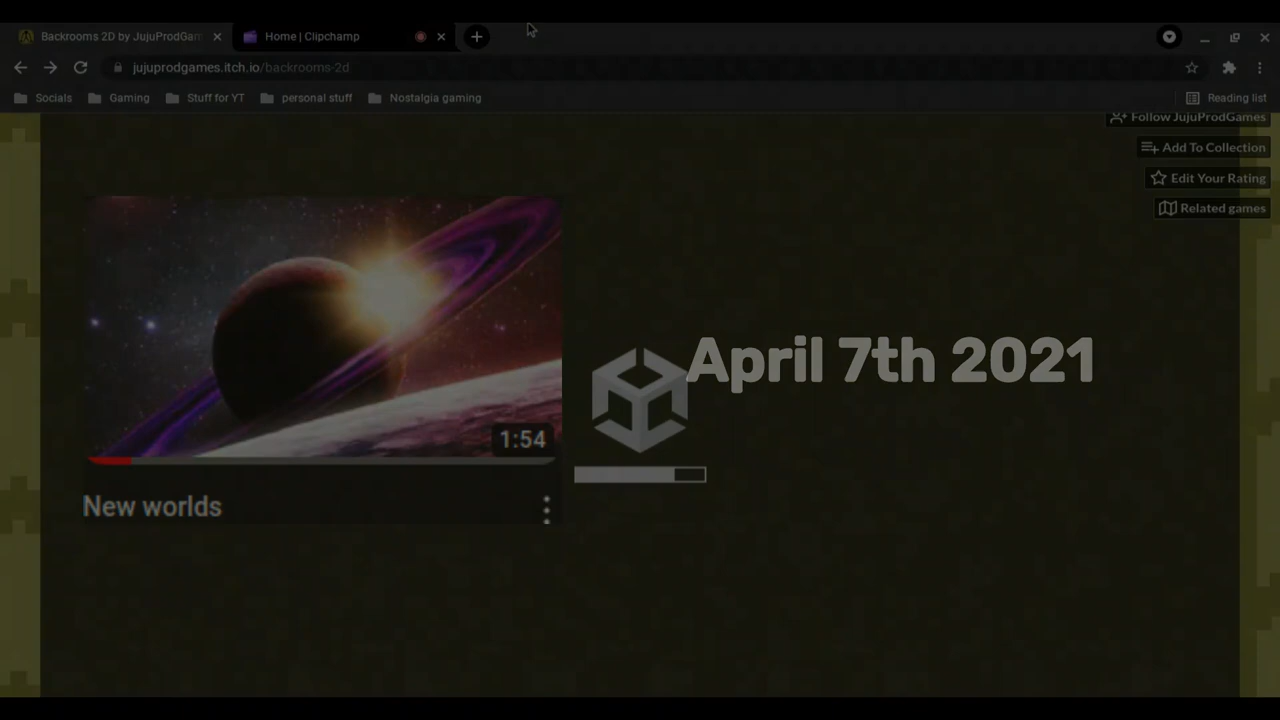 Backrooms 2D by JujuProdGam
Home | Clipchamp
jujuprodgames.itch.io/backrooms-2d
Socials
Gaming
Stuff for YT
personal stuff
Nostalgia gaming
Reading list
Follow JujuProdGames
Add To Collection
Edit Your Rating
Related games
April 7th 2021
1:54
New worlds